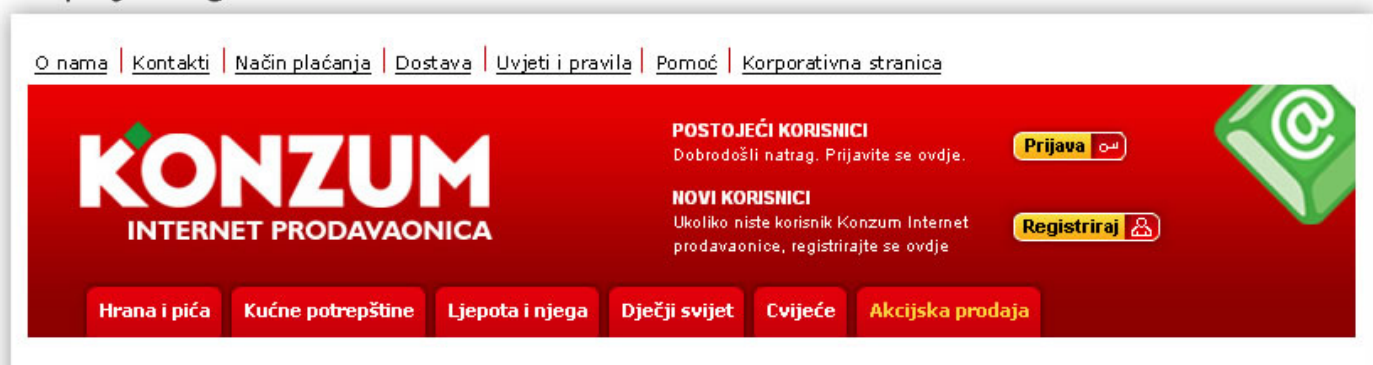 O nama | Kontakti | Način plaćanja | Dostava | Uvjeti i pravila | Pomoć | Korporativna stranica
KONZUM
INTERNET PRODAVAONICA
POSTOJEĆI KORISNICI
Dobrodošli natrag. Prijavite se ovdje.
Prijava
NOVI KORISNICI
Ukoliko niste korisnik Konzum Internet
prodavaonice, registrirajte se ovdje
Registriraj
@
Hrana i pića Kućne potrepštine Ljepota i njega Dječji svijet Cvijeće Akcijska prodaja